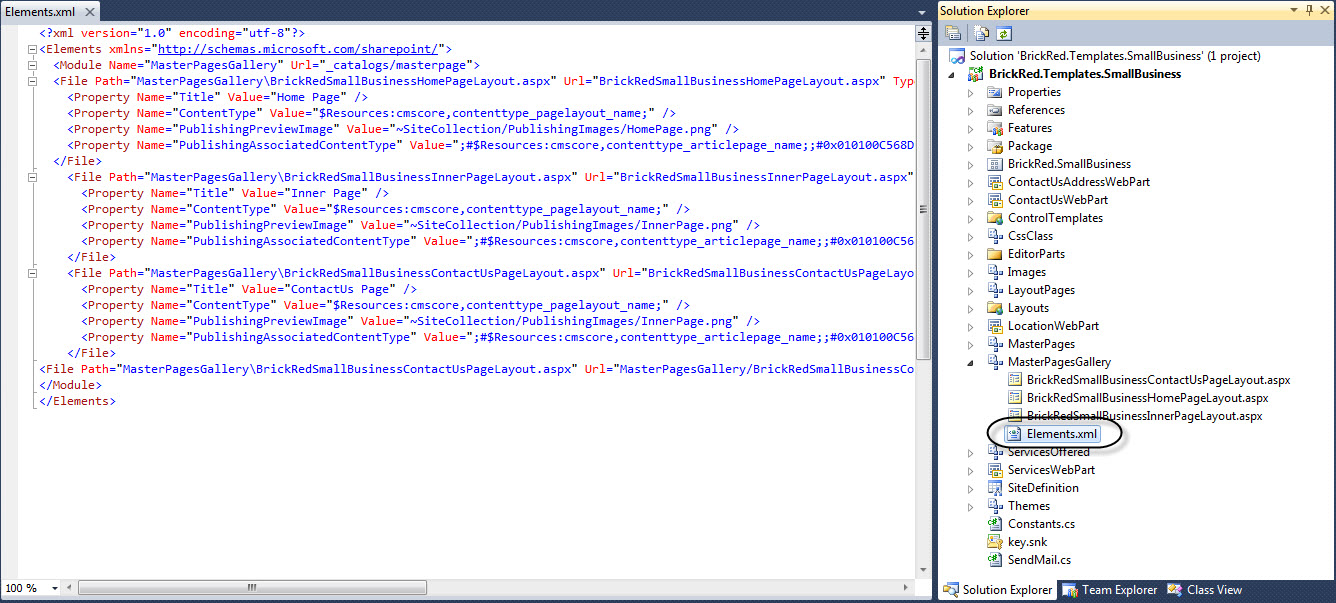 Elements.xml
<?xml version="1.0" encoding="utf-8"?>
<Elements xmlns="http://schemas.microsoft.com/sharepoint/">
<Module Name="MasterPagesGallery" Url="_catalogs/masterpage">
<File Path="MasterPagesGallery\BrickRedSmallBusinessHomePageLayout.aspx" Url="BrickRedSmallBusinessHomePageLayout.aspx" Typ
<Property Name="Title" Value="Home Page" />
<Property Name="ContentType" Value="$Resources:cmscore,contenttype_pagelayout_name;" />
<Property Name="PublishingPreviewImage" Value="~SiteCollection/PublishingImages/HomePage.png" />
<Property Name="PublishingAssociatedContentType" Value=";#$Resources:cmscore,contenttype_articlepage_name;;#0x010100C568D
</File>
<File Path="MasterPagesGallery\BrickRedSmallBusinessInnerPageLayout.aspx" Url="BrickRedSmallBusinessInnerPageLayout.aspx"
<Property Name="Title" Value="Inner Page" />
<Property Name="ContentType" Value="$Resources:cmscore,contenttype_pagelayout_name;" />
<Property Name="PublishingPreviewImage" Value="~SiteCollection/PublishingImages/InnerPage.png" />
<Property Name="PublishingAssociatedContentType" Value=";#$Resources:cmscore,contenttype_articlepage_name;;#0x010100C56
</File>
<File Path="MasterPagesGallery\BrickRedSmallBusinessContactUsPageLayout.aspx" Url="BrickRedSmallBusinessContactUsPageLayo
<Property Name="Title" Value="ContactUs Page" />
<Property Name="ContentType" Value="$Resources:cmscore,contenttype_pagelayout_name;" />
<Property Name="PublishingPreviewImage" Value="~SiteCollection/PublishingImages/InnerPage.png" />
<Property Name="PublishingAssociatedContentType" Value=";#$Resources:cmscore,contenttype_articlepage_name;;#0x010100C56
</File>
<File Path="MasterPagesGallery\BrickRedSmallBusinessContactUsPageLayout.aspx" Url="MasterPagesGallery/BrickRedSmallBusinessCo
</Module>
</Elements>
100 %
Solution Explorer
Solution 'BrickRed.Templates.SmallBusiness' (1 project)
BrickRed.Templates.SmallBusiness
Properties
References
Features
Package
BrickRed.SmallBusiness
ContactUsAddressWebPart
ContactUsWebPart
ControlTemplates
CssClass
EditorParts
Images
LayoutPages
Layouts
LocationWebPart
MasterPages
MasterPagesGallery
BrickRedSmallBusinessContactUsPageLayout.aspx
BrickRedSmallBusinessHomePageLayout.aspx
BrickRedSmallBusinessInnerPageLayout.aspx
Elements.xml
ServicesOffered
ServicesWebPart
SiteDefinition
Themes
Constants.cs
key.snk
SendMail.cs
Solution Explorer Team Explorer Class View